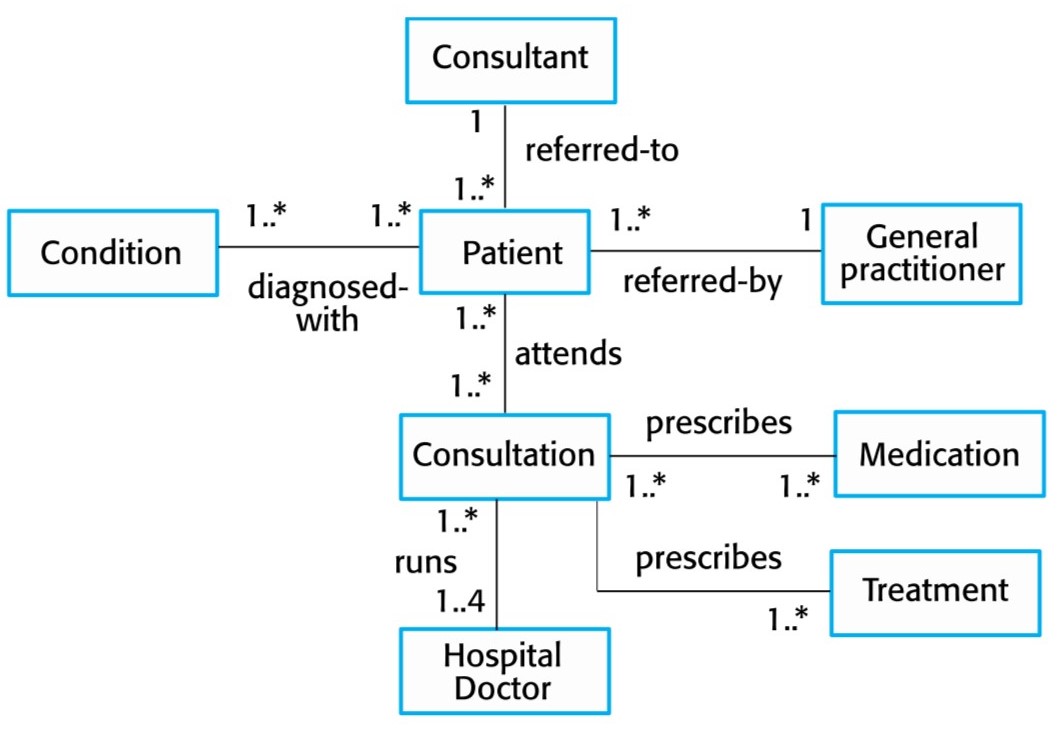 Consultant
1
referred-to
1..*
1..*
1..*
1..*
1
Condition
Patient
General
practitioner
diagnosed-
with
referred-by
1..*
attends
1..*
prescribes
Consultation
Medication
1..*
1..*
1..*
runs
prescribes
1..4
Treatment
1..*
Hospital
Doctor